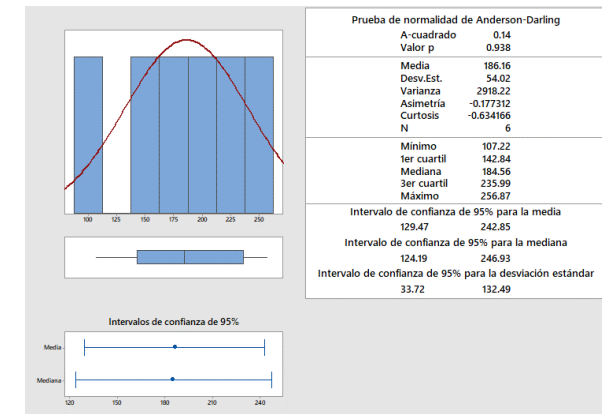 Prueba de normalidad de Anderson-Darling
A-cuadrado 0.14
Valor p 0.938
Media 186.16
Desv.Est. 54.02
Varianza 2918.22
Asimetría -0.177312
Curtosis -0.634166
N 6
Mínimo 107.22
1er cuartil 142.84
Mediana 184.56
3er cuartil 235.99
Máximo 256.87
Intervalo de confianza de 95% para la media
129.47 242.85
Intervalo de confianza de 95% para la mediana
124.19 246.93
Intervalo de confianza de 95% para la desviación estándar
33.72 132.49
100 125 150 175 200 225 250
Intervalos de confianza de 95%
Media
Mediana
120 150 180 210 240